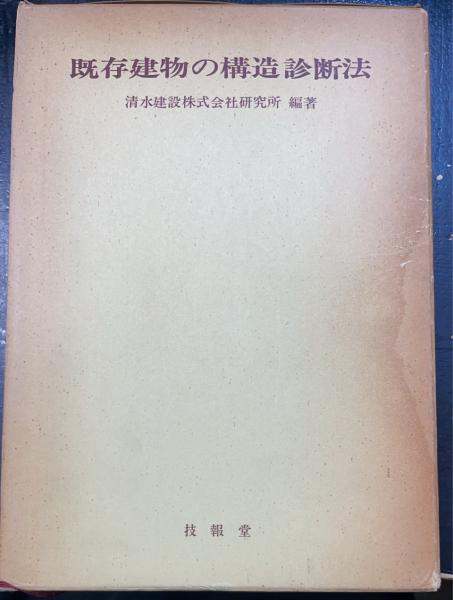 既存建物の構造診断法
清水建設株式会社研究所 編著
技報堂